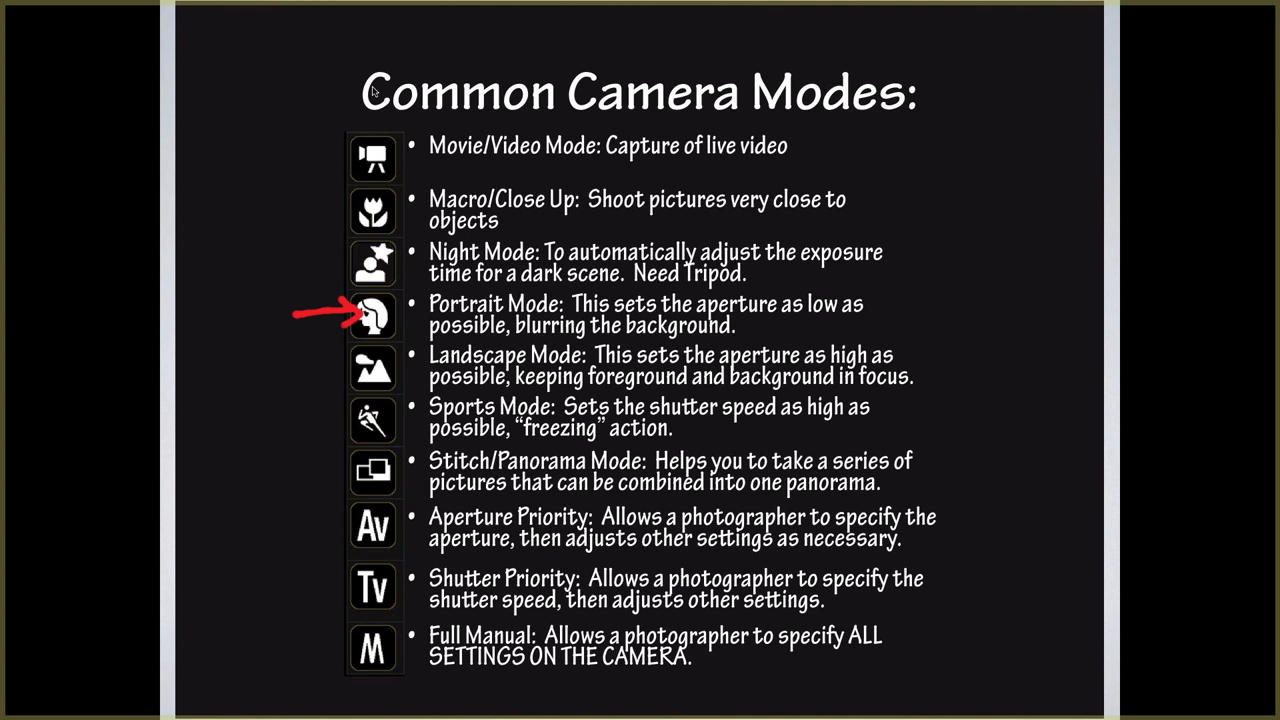 Common Camera Modes:
• Movie/Video Mode: Capture of live video
• Macro/Close Up: Shoot pictures very close to
objects
• Night Mode: To automatically adjust the exposure
time for a dark scene. Need Tripod.
• Portrait Mode: This sets the aperture as low as
possible, blurring the background.
• Landscape Mode: This sets the aperture as high as
possible, keeping foreground and background in focus.
• Sports Mode: Sets the shutter speed as high as
possible, “freezing” action.
• Stitch/Panorama Mode: Helps you to take a series of
pictures that can be combined into one panorama.
Av • Aperture Priority: Allows a photographer to specify the
aperture, then adjusts other settings as necessary.
Tv • Shutter Priority: Allows a photographer to specify the
shutter speed, then adjusts other settings.
M • Full Manual: Allows a photographer to specify ALL
SETTINGS ON THE CAMERA.